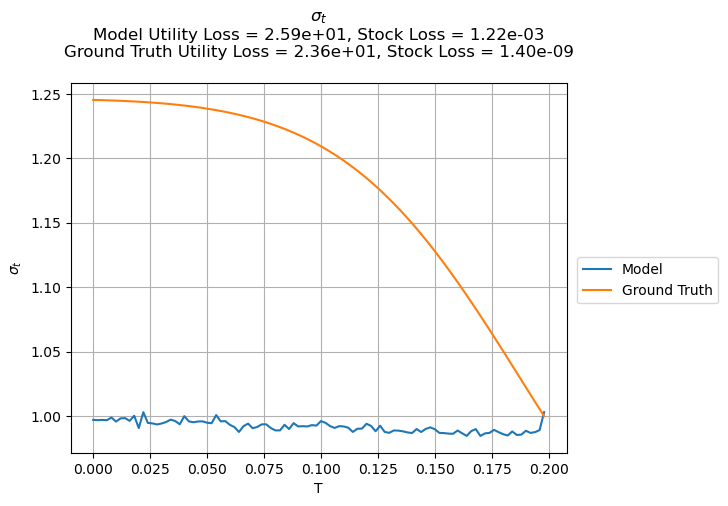 σt
Model Utility Loss = 2.59e+01, Stock Loss = 1.22e-03
Ground Truth Utility Loss = 2.36e+01, Stock Loss = 1.40e-09
1.25
1.20
1.15
1.10
1.05
1.00
σt
0.000 0.025 0.050 0.075 0.100 0.125 0.150 0.175 0.200
T
Model
Ground Truth